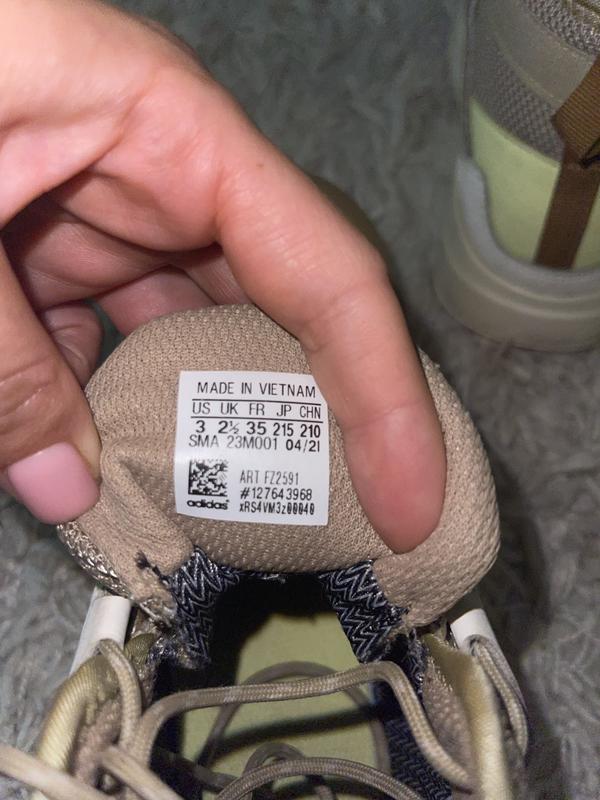 MADE IN VIETNAM
US UK FR JP CHN
3 2½ 35 215 210
SMA 23M001 04/21
ART FZ2591
#127643968
adidas xRS4VM3z00040